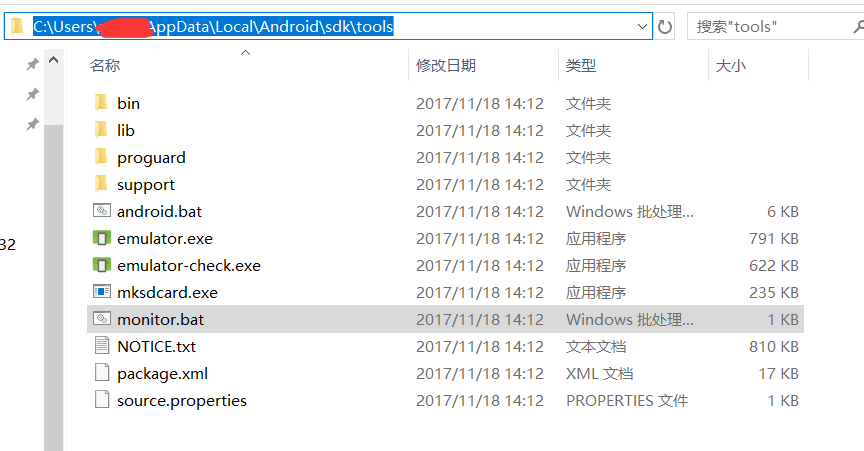 C:\Users\ AppData\Local\Android\sdk\tools 搜索"tools"
名称 修改日期 类型 大小
bin 2017/11/18 14:12 文件夹
lib 2017/11/18 14:12 文件夹
proguard 2017/11/18 14:12 文件夹
support 2017/11/18 14:12 文件夹
android.bat 2017/11/18 14:12 Windows 批处理... 6 KB
emulator.exe 2017/11/18 14:12 应用程序 791 KB
32
emulator-check.exe 2017/11/18 14:12 应用程序 622 KB
mksdcard.exe 2017/11/18 14:12 应用程序 235 KB
monitor.bat 2017/11/18 14:12 Windows 批处理... 1 KB
NOTICE.txt 2017/11/18 14:12 文本文档 810 KB
package.xml 2017/11/18 14:12 XML 文档 17 KB
source.properties 2017/11/18 14:12 PROPERTIES 文件 1 KB